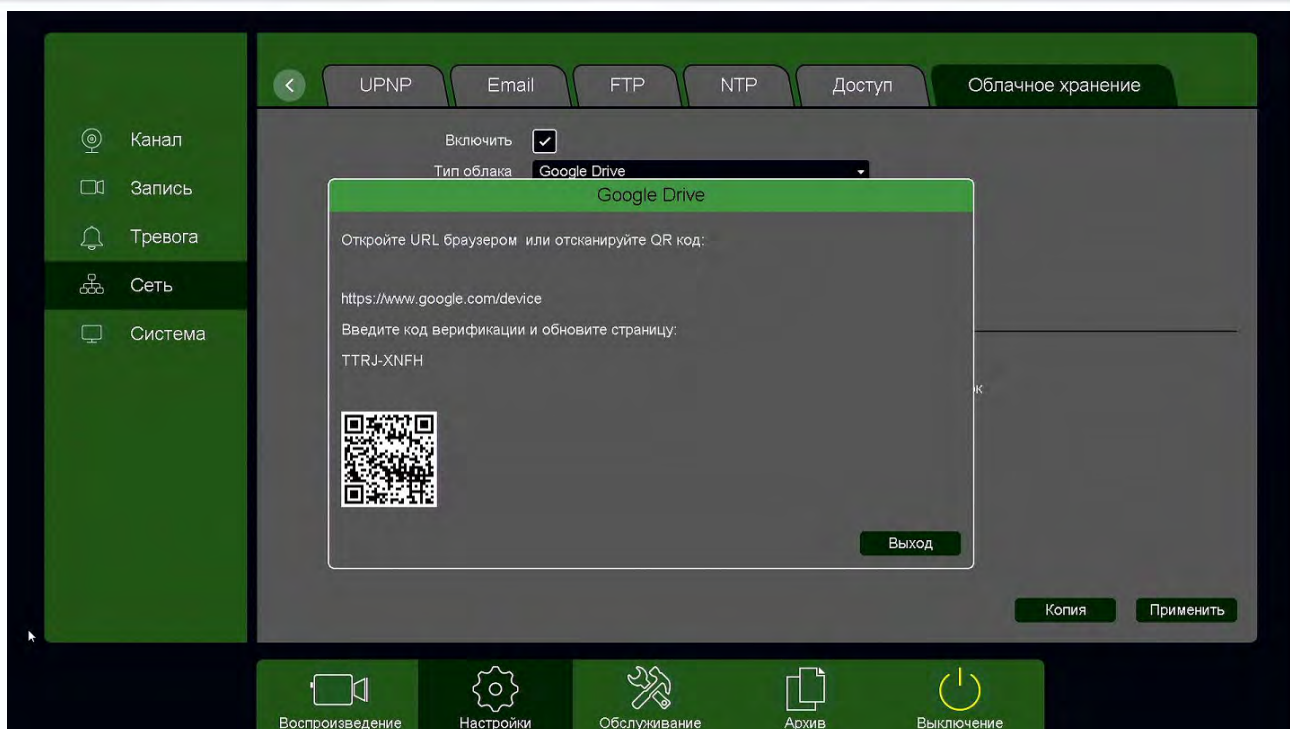 UPNP Email FTP NTP Доступ Облачное хранение
Канал
Запись
Тревога
Сеть
Система
Включить
Тип облака Google Drive
Google Drive
Откройте URL браузером или отсканируйте QR код:
https://www.google.com/device
Введите код верификации и обновите страницу:
TTRJ-XNFH
Выход
Копия Применить
Воспроизведение Настройки Обслуживание Архив Выключение